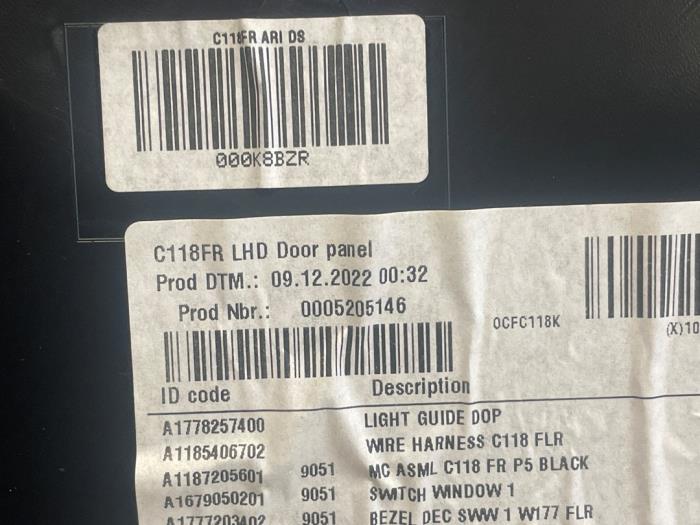 C118FR ARI DS
000K8BZR
C118FR LHD Door panel
Prod DTM.: 09.12.2022 00:32
Prod Nbr.: 0005205146
OCFC118K
(X)10
ID code Description
A1778257400 LIGHT GUIDE DOP
A1185406702 WIRE HARNESS C118 FLR
A1187205601 9051 MC ASML C118 FR P5 BLACK
A1679050201 9051 SWITCH WINDOW 1
A1777203402 9051 BEZEL DEC SWW 1 W177 FLR